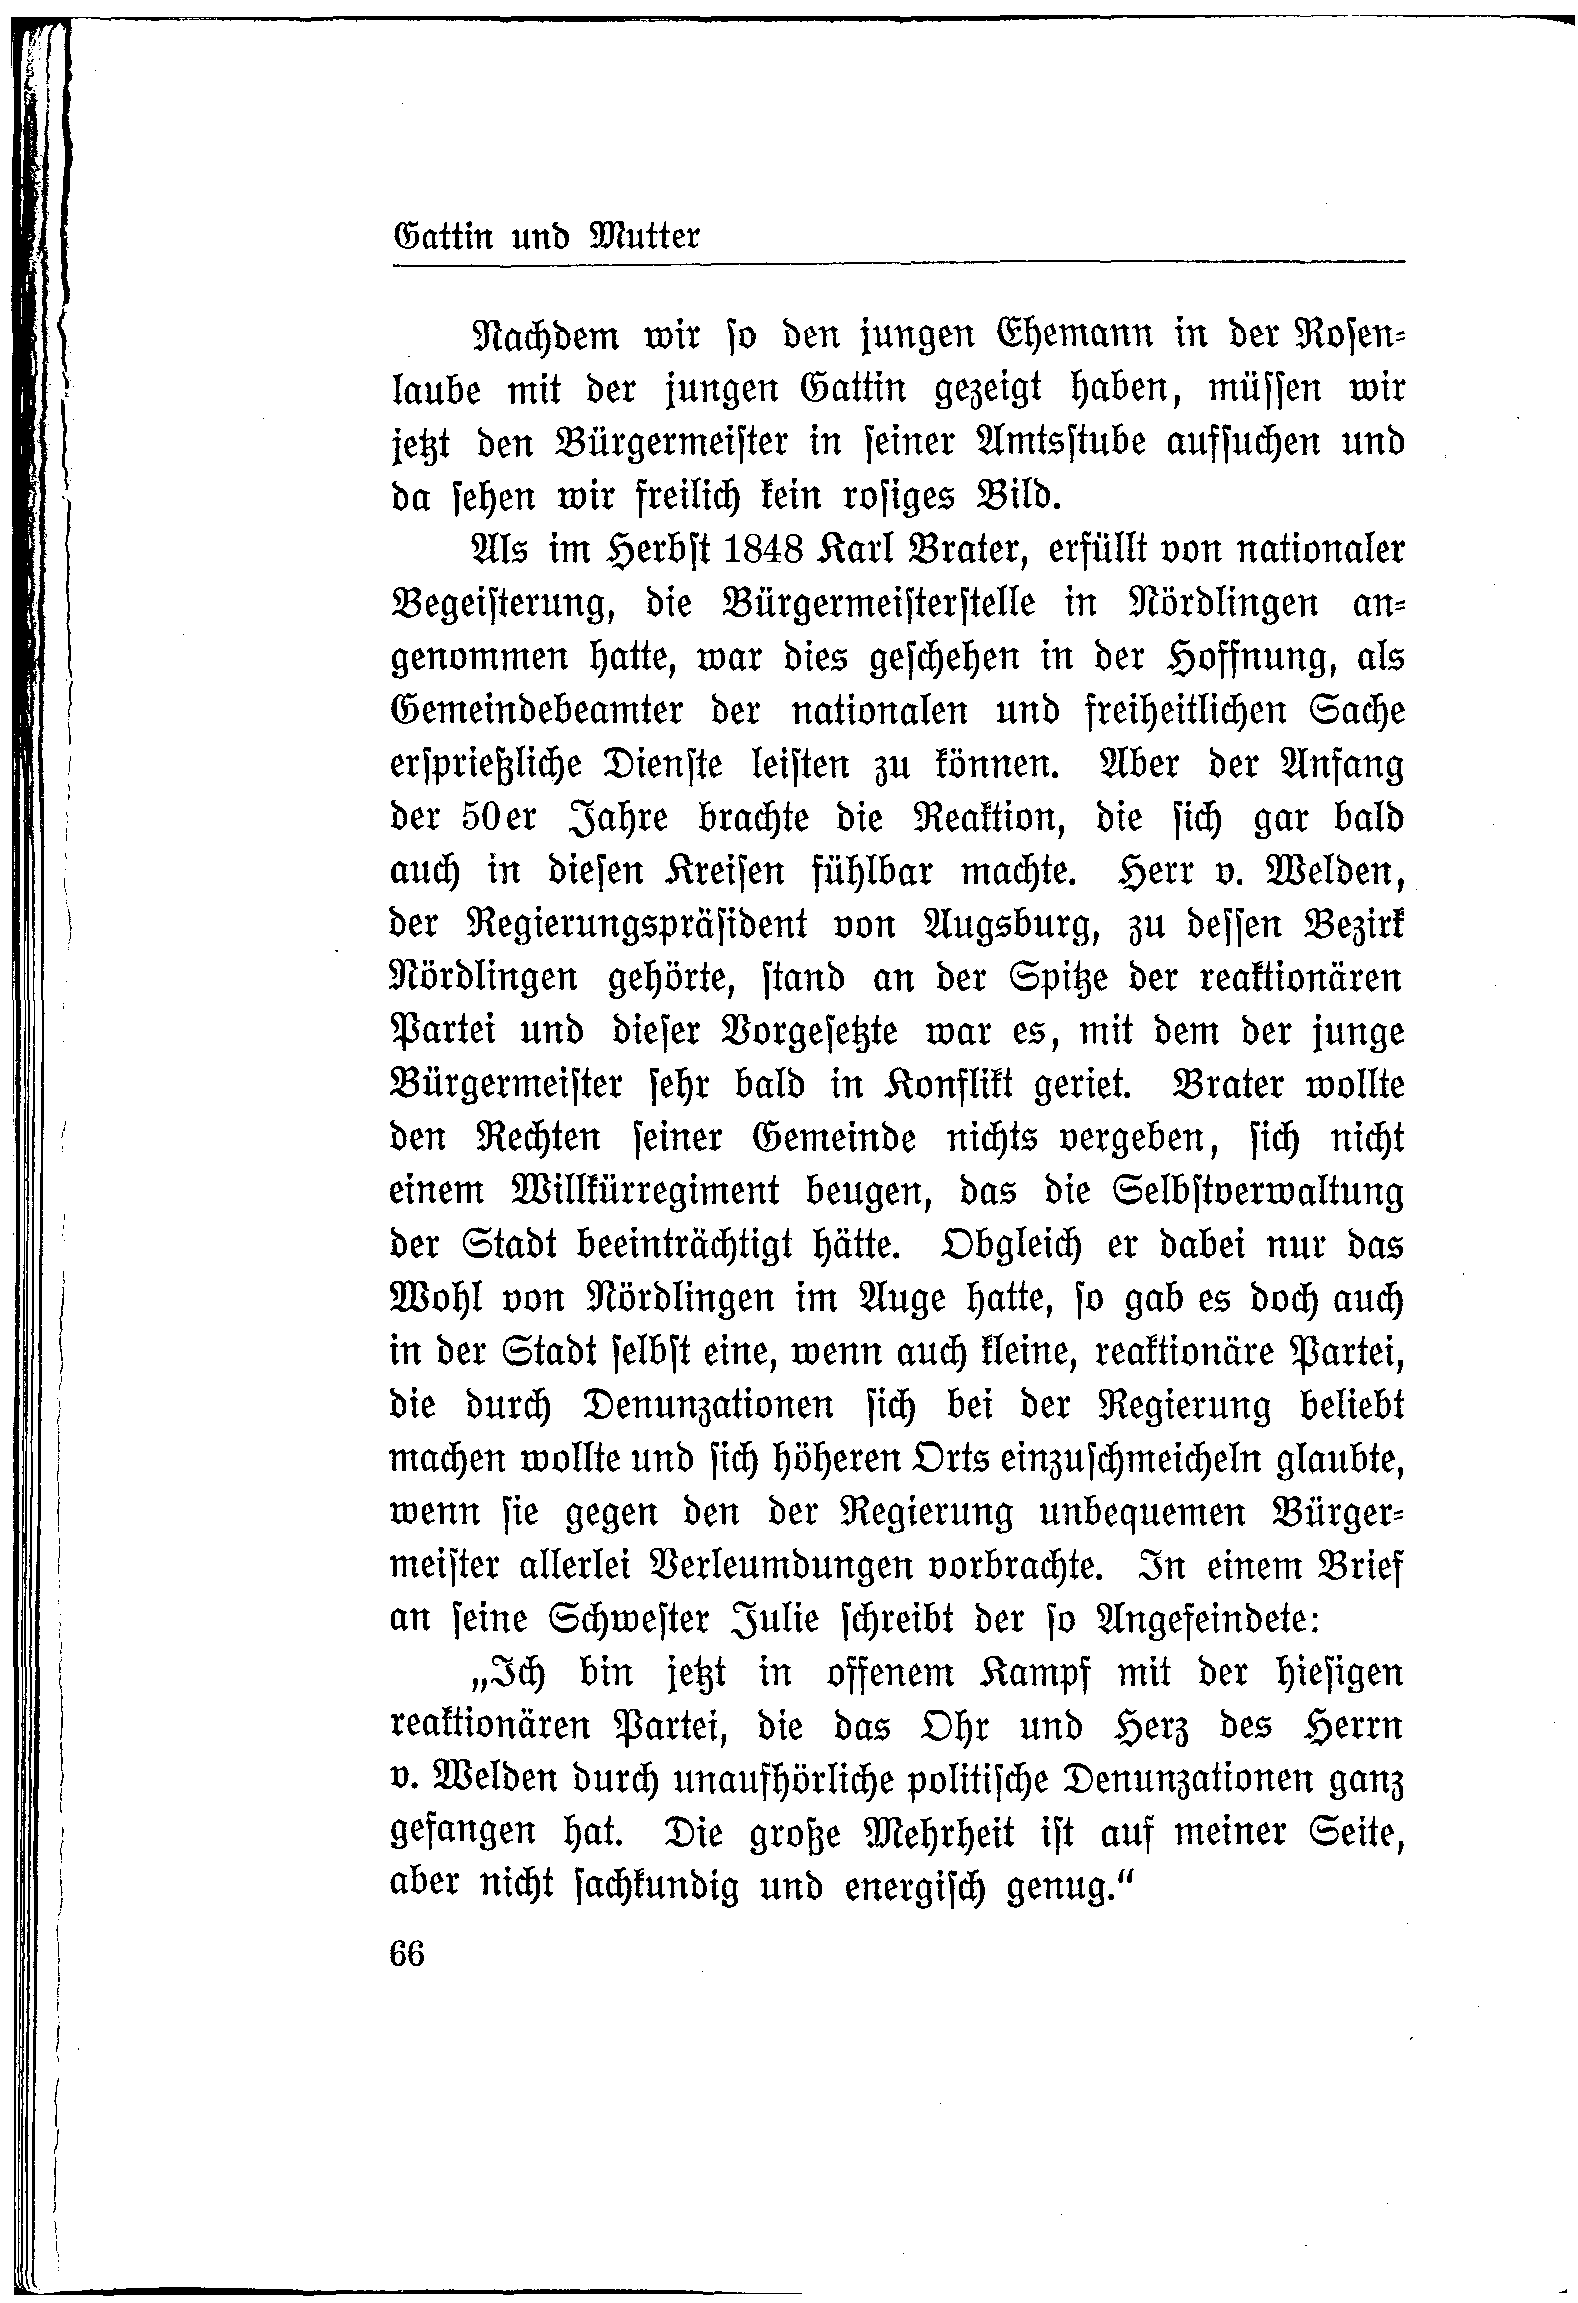 Gattin und Mutter
Nachdem wir so den jungen Ehemann in der Rosen-
laube mit der jungen Gattin gezeigt haben, müssen wir
jetzt den Bürgermeister in seiner Amtsstube aufsuchen und
da sehen wir freilich kein rosiges Bild.
Als im Herbst 1848 Karl Brater, erfüllt von nationaler
Begeisterung, die Bürgermeisterstelle in Nördlingen an-
genommen hatte, war dies geschehen in der Hoffnung, als
Gemeindebeamter der nationalen und freiheitlichen Sache
ersprießliche Dienste leisten zu können. Aber der Anfang
der 50er Jahre brachte die Reaktion, die sich gar bald
auch in diesen Kreisen fühlbar machte. Herr v. Welden,
der Regierungspräsident von Augsburg, zu dessen Bezirk
Nördlingen gehörte, stand an der Spitze der reaktionären
Partei und dieser Vorgesetzte war es, mit dem der junge
Bürgermeister sehr bald in Konflikt geriet. Brater wollte
den Rechten seiner Gemeinde nichts vergeben, sich nicht
einem Willkürregiment beugen, das die Selbstverwaltung
der Stadt beeinträchtigt hätte. Obgleich er dabei nur das
Wohl von Nördlingen im Auge hatte, so gab es doch auch
in der Stadt selbst eine, wenn auch kleine, reaktionäre Partei,
die durch Denunzationen sich bei der Regierung beliebt
machen wollte und sich höheren Orts einzuschmeicheln glaubte,
wenn sie gegen den der Regierung unbequemen Bürger-
meister allerlei Verleumdungen vorbrachte. In einem Brief
an seine Schwester Julie schreibt der so Angefeindete:
„Ich bin jetzt in offenem Kampf mit der hiesigen
reaktionären Partei, die das Ohr und Herz des Herrn
v. Welden durch unaufhörliche politische Denunzationen ganz
gefangen hat. Die große Mehrheit ist auf meiner Seite,
aber nicht sachkundig und energisch genug.“
66